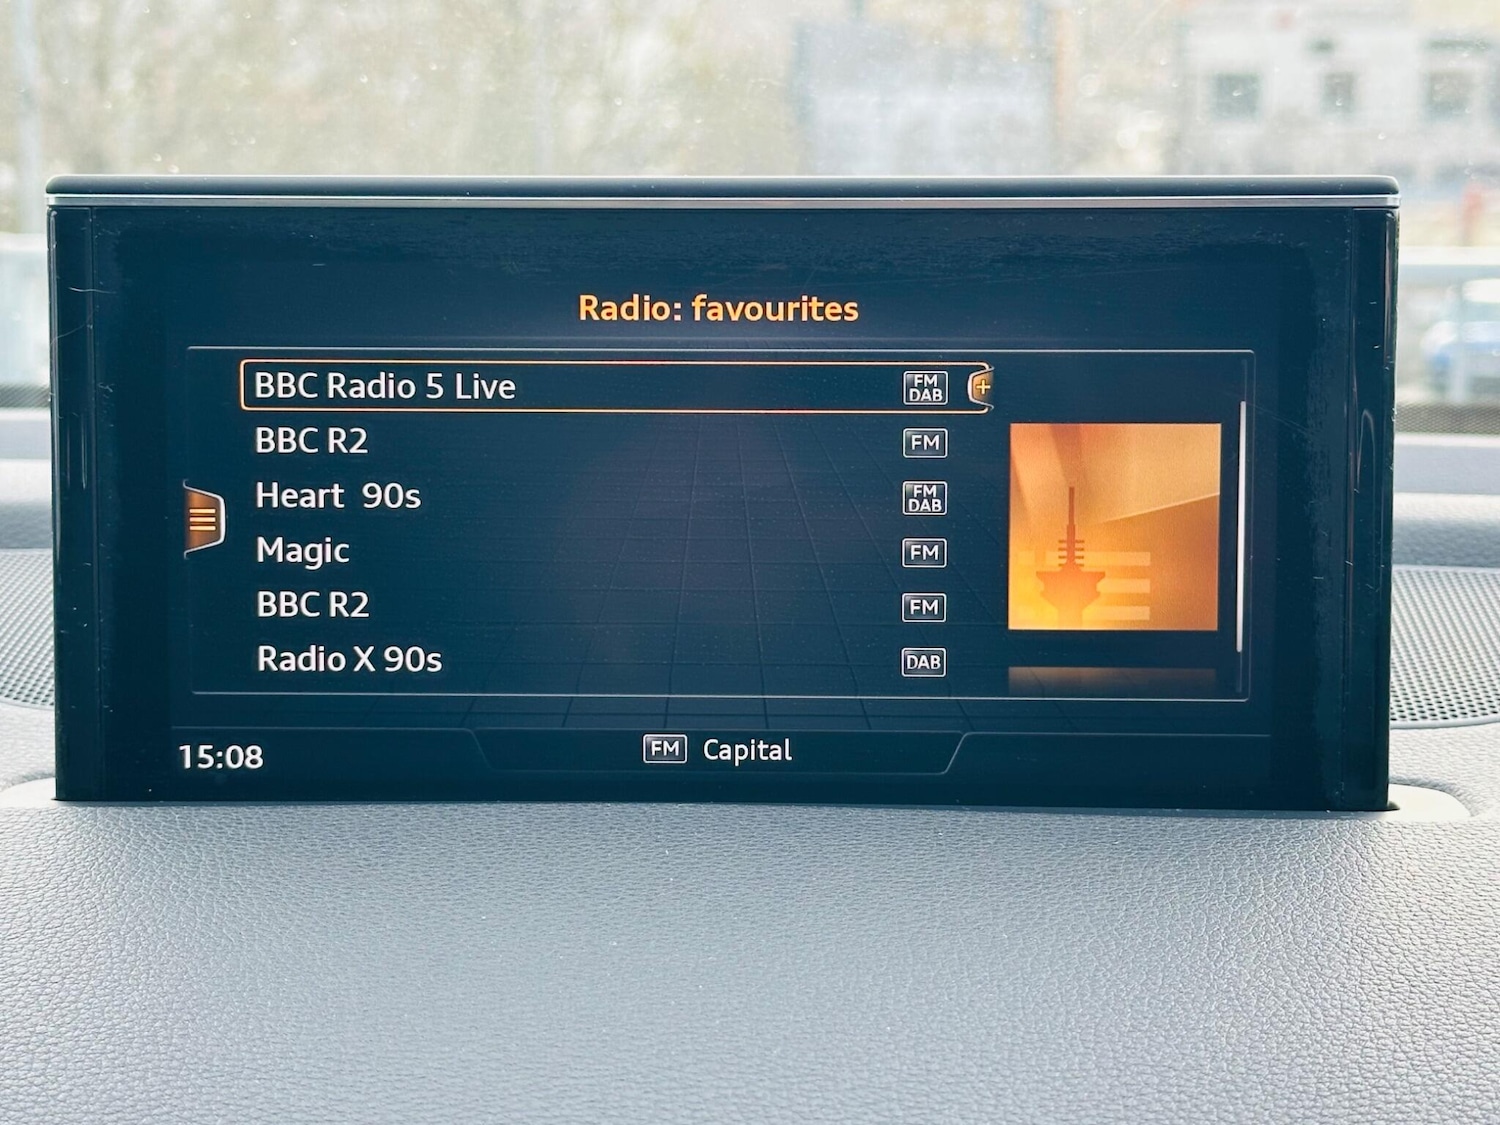 Radio: favourites
BBC Radio 5 Live FM DAB +
BBC R2 FM
Heart 90s FM DAB
Magic FM
BBC R2 FM
Radio X 90s DAB
15:08 FM Capital